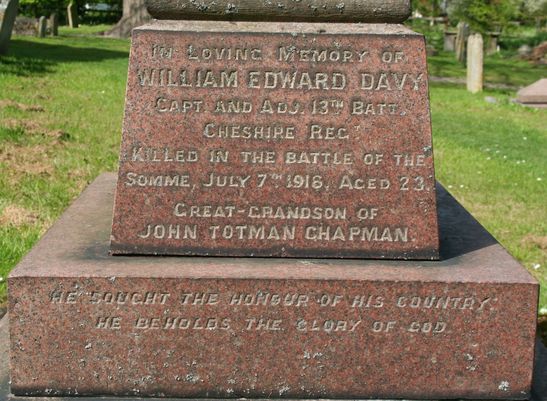 IN LOVING MEMORY OF
WILLIAM EDWARD DAVY
CAPT AND ADJ. 13TH BATT.
CHESHIRE REGT
KILLED IN THE BATTLE OF THE
SOMME, JULY 7TH 1916. AGED 23.
GREAT-GRANDSON OF
JOHN TOTMAN CHAPMAN.
HE SOUGHT THE HONOUR OF HIS COUNTRY.
HE BEHOLDS THE GLORY OF GOD.